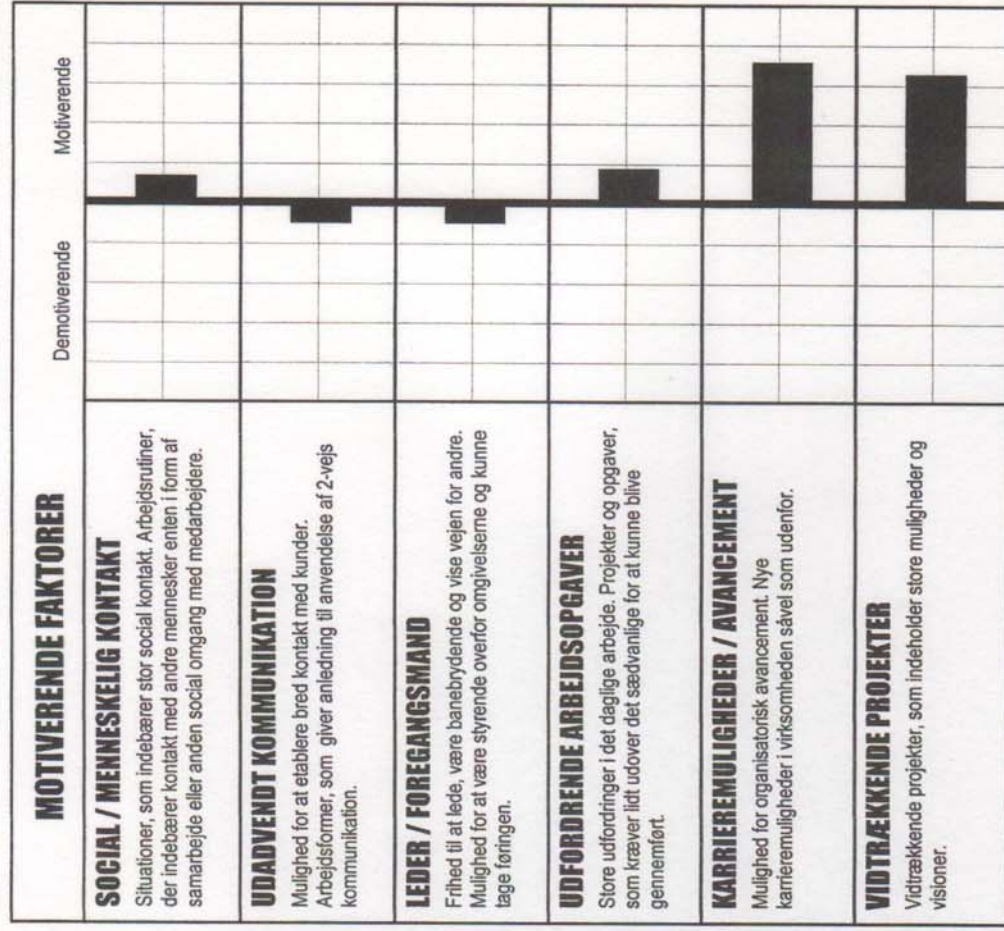 MOTIVERENDE FAKTORER
Demotiverende
Motiverende
SOCIAL / MENNESKELIG KONTAKT
Situationer, som indebærer stor social kontakt. Arbejdsrutiner,
der indebærer kontakt med andre mennesker enten i form af
samarbejde eller anden social omgang med medarbejdere.
UDADVENDT KOMMUNIKATION
Mulighed for at etablere bred kontakt med kunder.
Arbejdsformer, som giver anledning til anvendelse af 2-vejs
kommunikation.
LEDER / FOREGANGSMAND
Frihed til at lede, være banebrydende og vise vejen for andre.
Mulighed for at være styrende overfor omgivelserne og kunne
tage føringen.
UDFORDRENDE ARBEJDSOPGAVER
Store udfordringer i det daglige arbejde. Projekter og opgaver,
som kræver lidt udover det sædvanlige for at kunne blive
gennemført.
KARRIEREMULIGHEDER / AVANCEMENT
Mulighed for organisatorisk avancement. Nye
karrieremuligheder i virksomheden såvel som udenfor.
VIDTRÆKKENDE PROJEKTER
Vidtrækkende projekter, som indeholder store muligheder og
visioner.